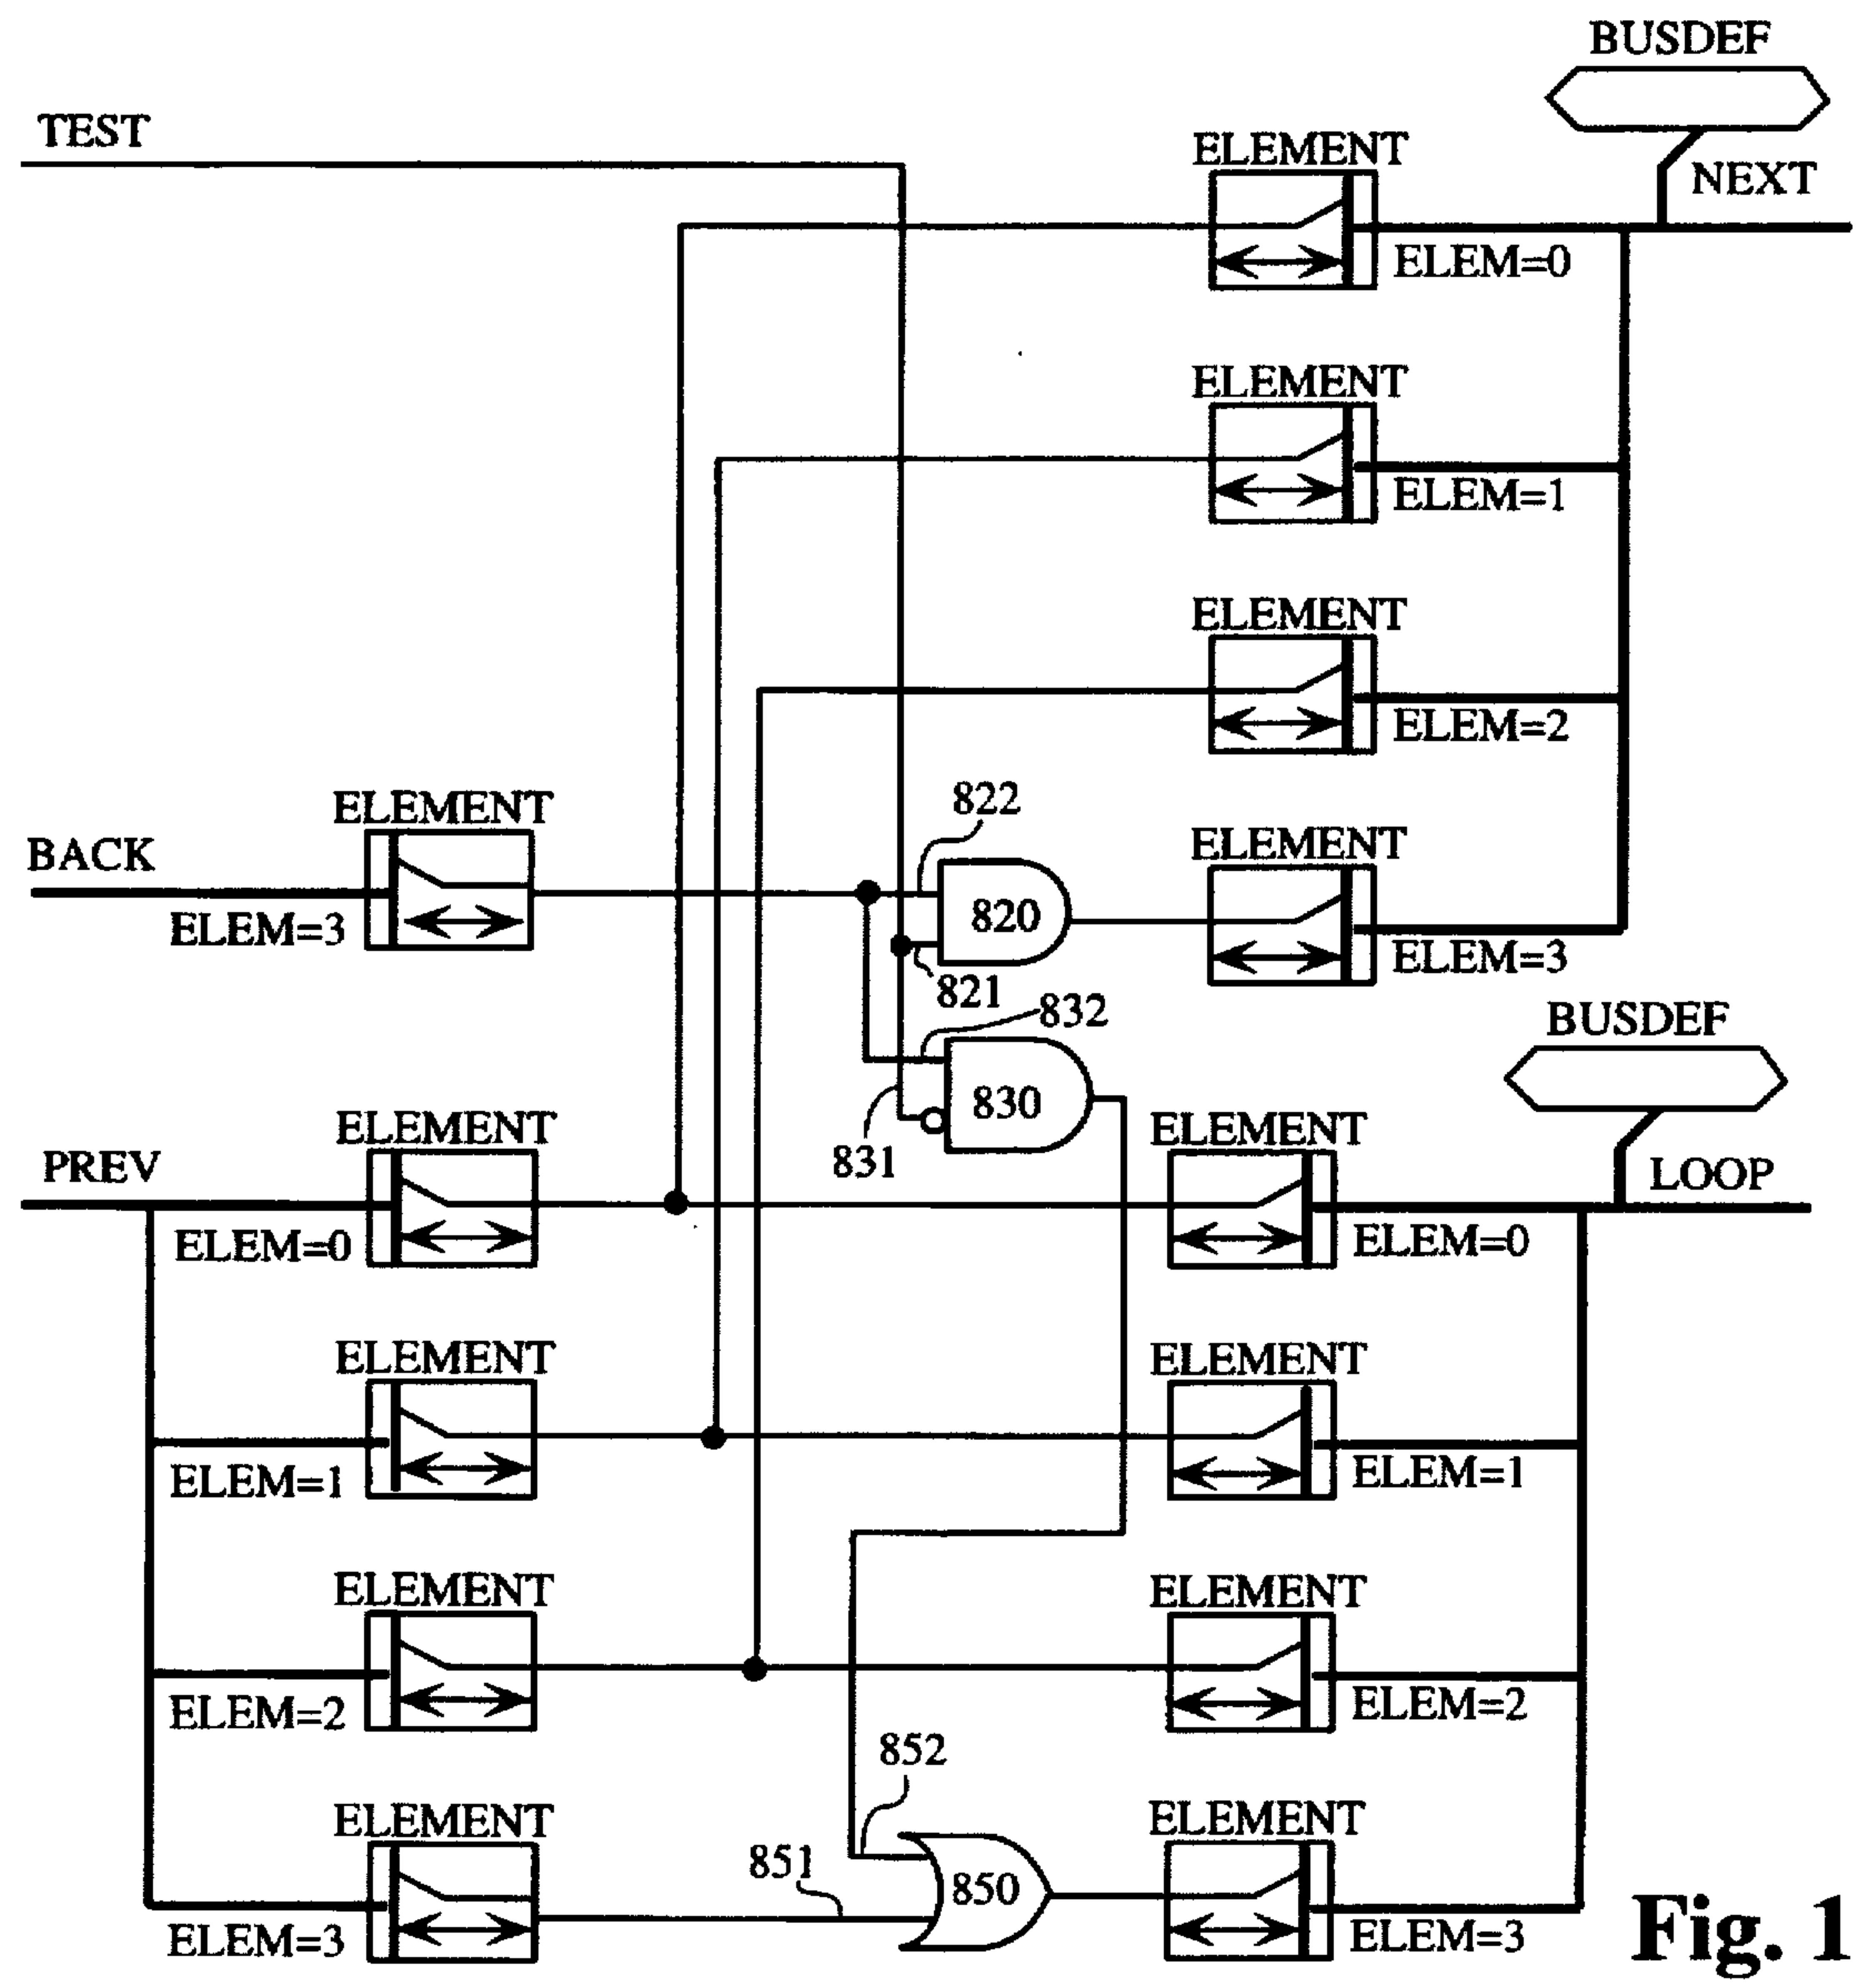 BUSDEF
TEST
ELEMENT
NEXT
ELEM=0
ELEMENT
ELEM=1
ELEMENT
ELEM=2
822
ELEMENT
ELEMENT
BACK
820
ELEM=3
ELEM=3
821
832
BUSDEF
830
ELEMENT
ELEMENT
831
PREV
LOOP
ELEM=0
ELEM=0
ELEMENT
ELEMENT
ELEM=1
ELEM=1
ELEMENT
ELEMENT
ELEM=2
ELEM=2
852
ELEMENT
ELEMENT
851
850
ELEM=3
ELEM=3
Fig. 1